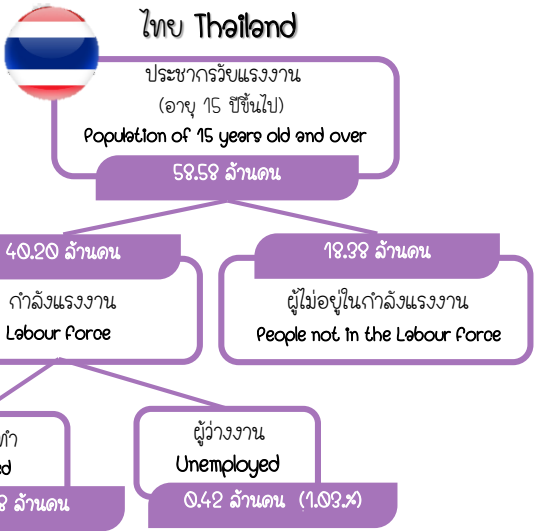 ไทย Thailand
ประชากรวัยแรงงาน
(อายุ 15 ปีขึ้นไป)
Population of 15 years old and over
58.58 ล้านคน
40.20 ล้านคน
กำลังแรงงาน
Labour Force
18.38 ล้านคน
ผู้ไม่อยู่ในกำลังแรงงาน
People not in the Labour Force
ล้านคน
ผู้ว่างงาน
Unemployed
0.42 ล้านคน (1.03.%)